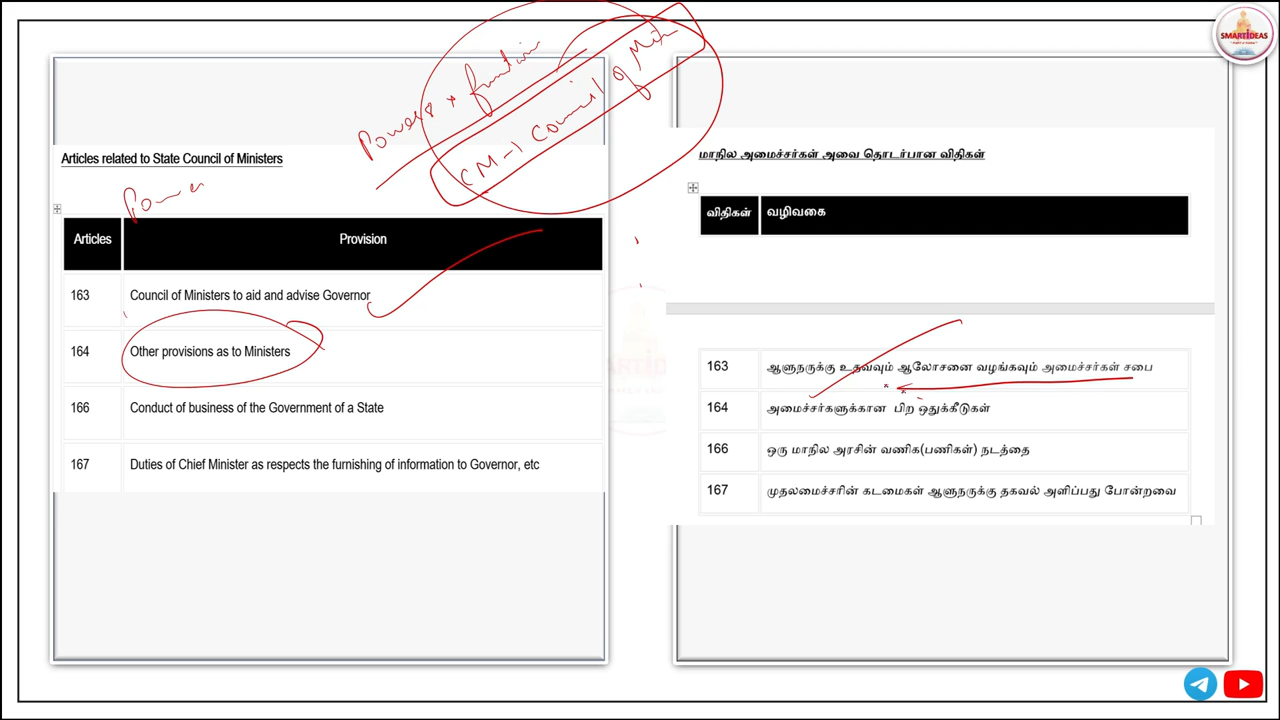 SMARTIDEAS
Powers & functions
CM → Council of Min
Articles related to State Council of Ministers
Power
Articles Provision
163 Council of Ministers to aid and advise Governor
164 Other provisions as to Ministers
166 Conduct of business of the Government of a State
167 Duties of Chief Minister as respects the furnishing of information to Governor, etc
மாநில அமைச்சர்கள் அவை தொடர்பான விதிகள்
விதிகள் வழிவகை
163 ஆளுநருக்கு உதவவும் ஆலோசனை வழங்கவும் அமைச்சர்கள் சபை
164 அமைச்சர்களுக்கான பிற ஒதுக்கீடுகள்
166 ஒரு மாநில அரசின் வணிக(பணிகள்) நடத்தை
167 முதலமைச்சரின் கடமைகள் ஆளுநருக்கு தகவல் அளிப்பது போன்றவை